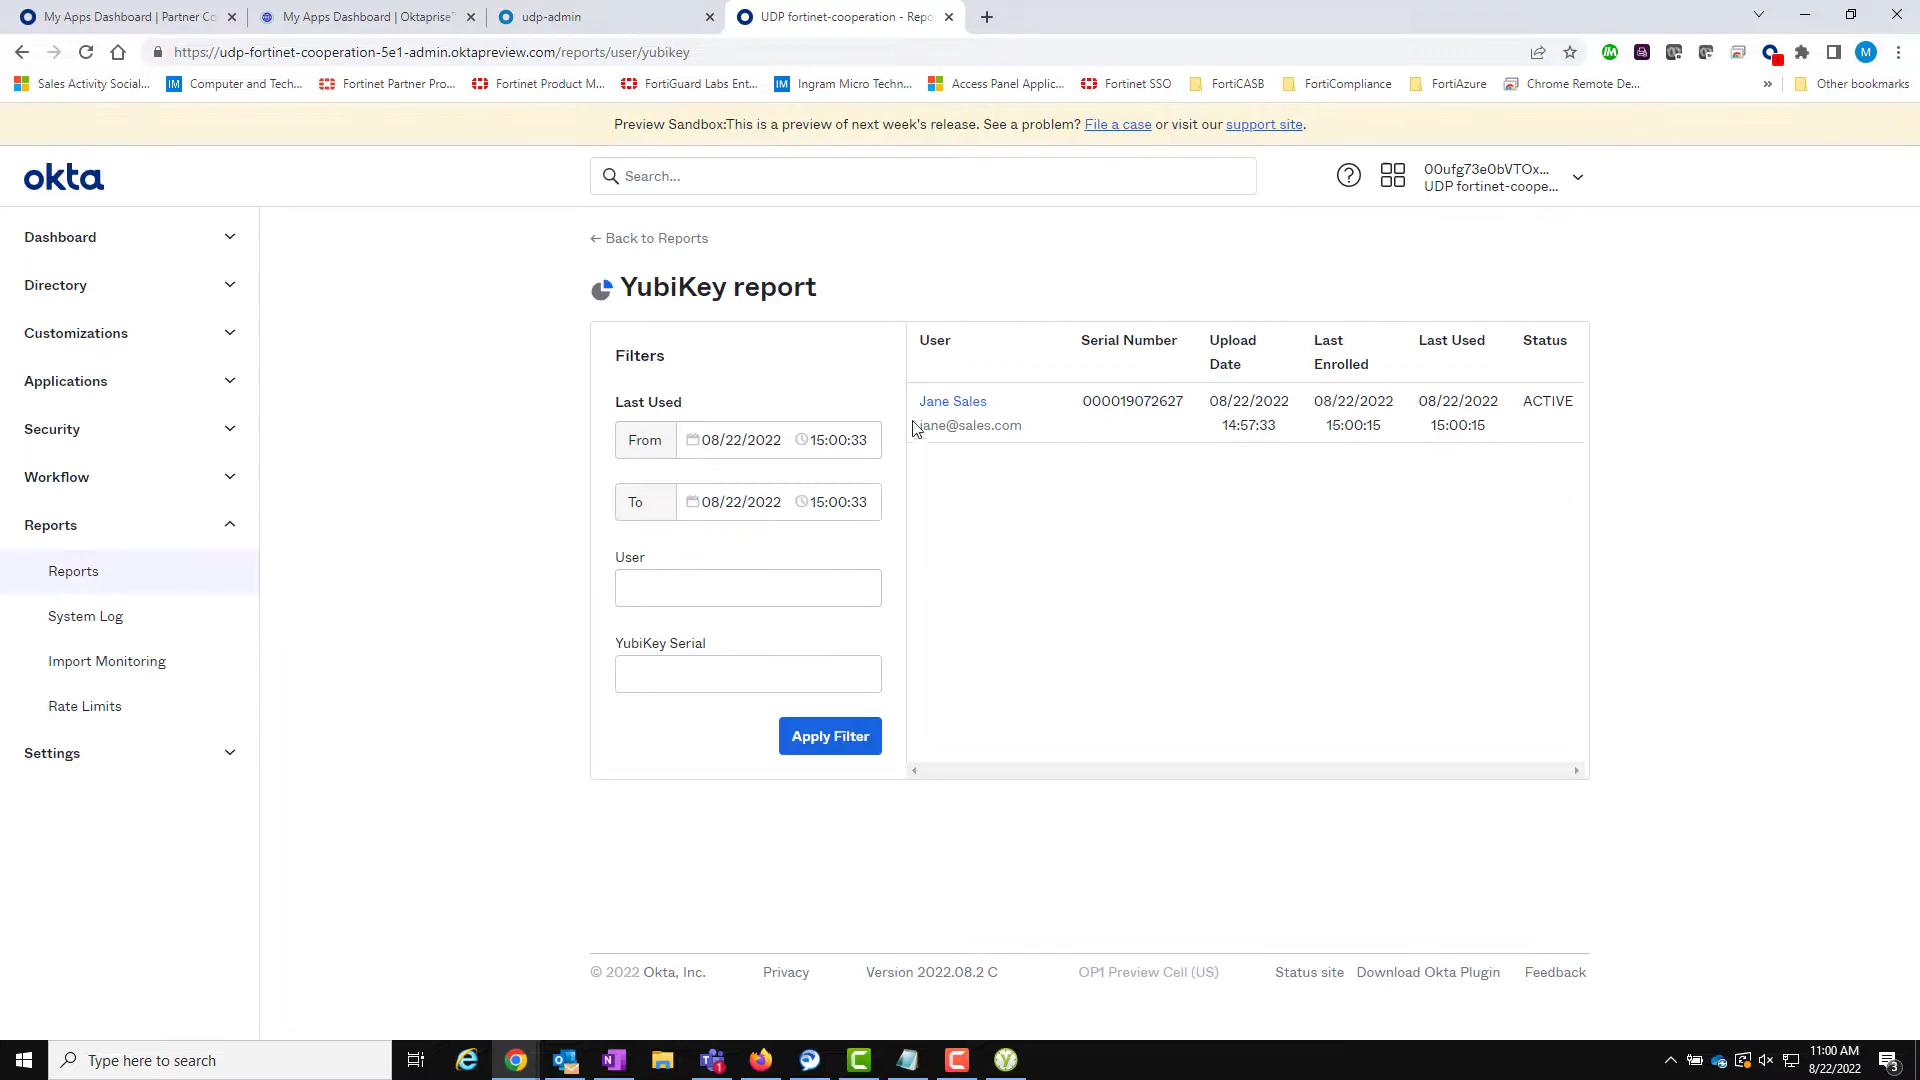 My Apps Dashboard | Partner Co
My Apps Dashboard | Oktaprise
udp-admin
UDP fortinet-cooperation - Repo
https://udp-fortinet-cooperation-5e1-admin.oktapreview.com/reports/user/yubikey
M
Sales Activity Social...
IM Computer and Tech...
Fortinet Partner Pro...
Fortinet Product M...
FortiGuard Labs Ent...
IM Ingram Micro Techn...
Access Panel Applic...
Fortinet SSO
FortiCASB
FortiCompliance
FortiAzure
Chrome Remote De...
»
Other bookmarks
Preview Sandbox:This is a preview of next week's release. See a problem? File a case or visit our support site.
okta
Search...
00ufg73e0bVTOx...
UDP fortinet-coope...
Dashboard
Directory
Customizations
Applications
Security
Workflow
Reports
Reports
System Log
Import Monitoring
Rate Limits
Settings
← Back to Reports
YubiKey report
Filters
Last Used
From 08/22/2022 15:00:33
To 08/22/2022 15:00:33
User
YubiKey Serial
Apply Filter
User Serial Number Upload Date Last Enrolled Last Used Status
Jane Sales 000019072627 08/22/2022 08/22/2022 08/22/2022 ACTIVE
jane@sales.com 14:57:33 15:00:15 15:00:15
© 2022 Okta, Inc. Privacy Version 2022.08.2 C OP1 Preview Cell (US) Status site Download Okta Plugin Feedback
Type here to search
11:00 AM
8/22/2022
3